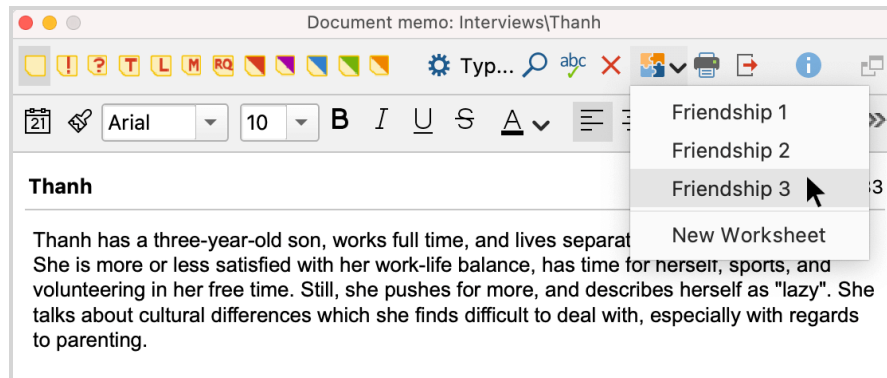 Document memo: Interviews\Thanh
! ? T L M RQ Typ... abc i
21 Arial 10 B I U S A »
Friendship 1
Friendship 2
Friendship 3
New Worksheet
Thanh
Thanh has a three-year-old son, works full time, and lives
She is more or less satisfied with her work-life balance, has time for herself, sports, and
volunteering in her free time. Still, she pushes for more, and describes herself as "lazy". She
talks about cultural differences which she finds difficult to deal with, especially with regards
to parenting.